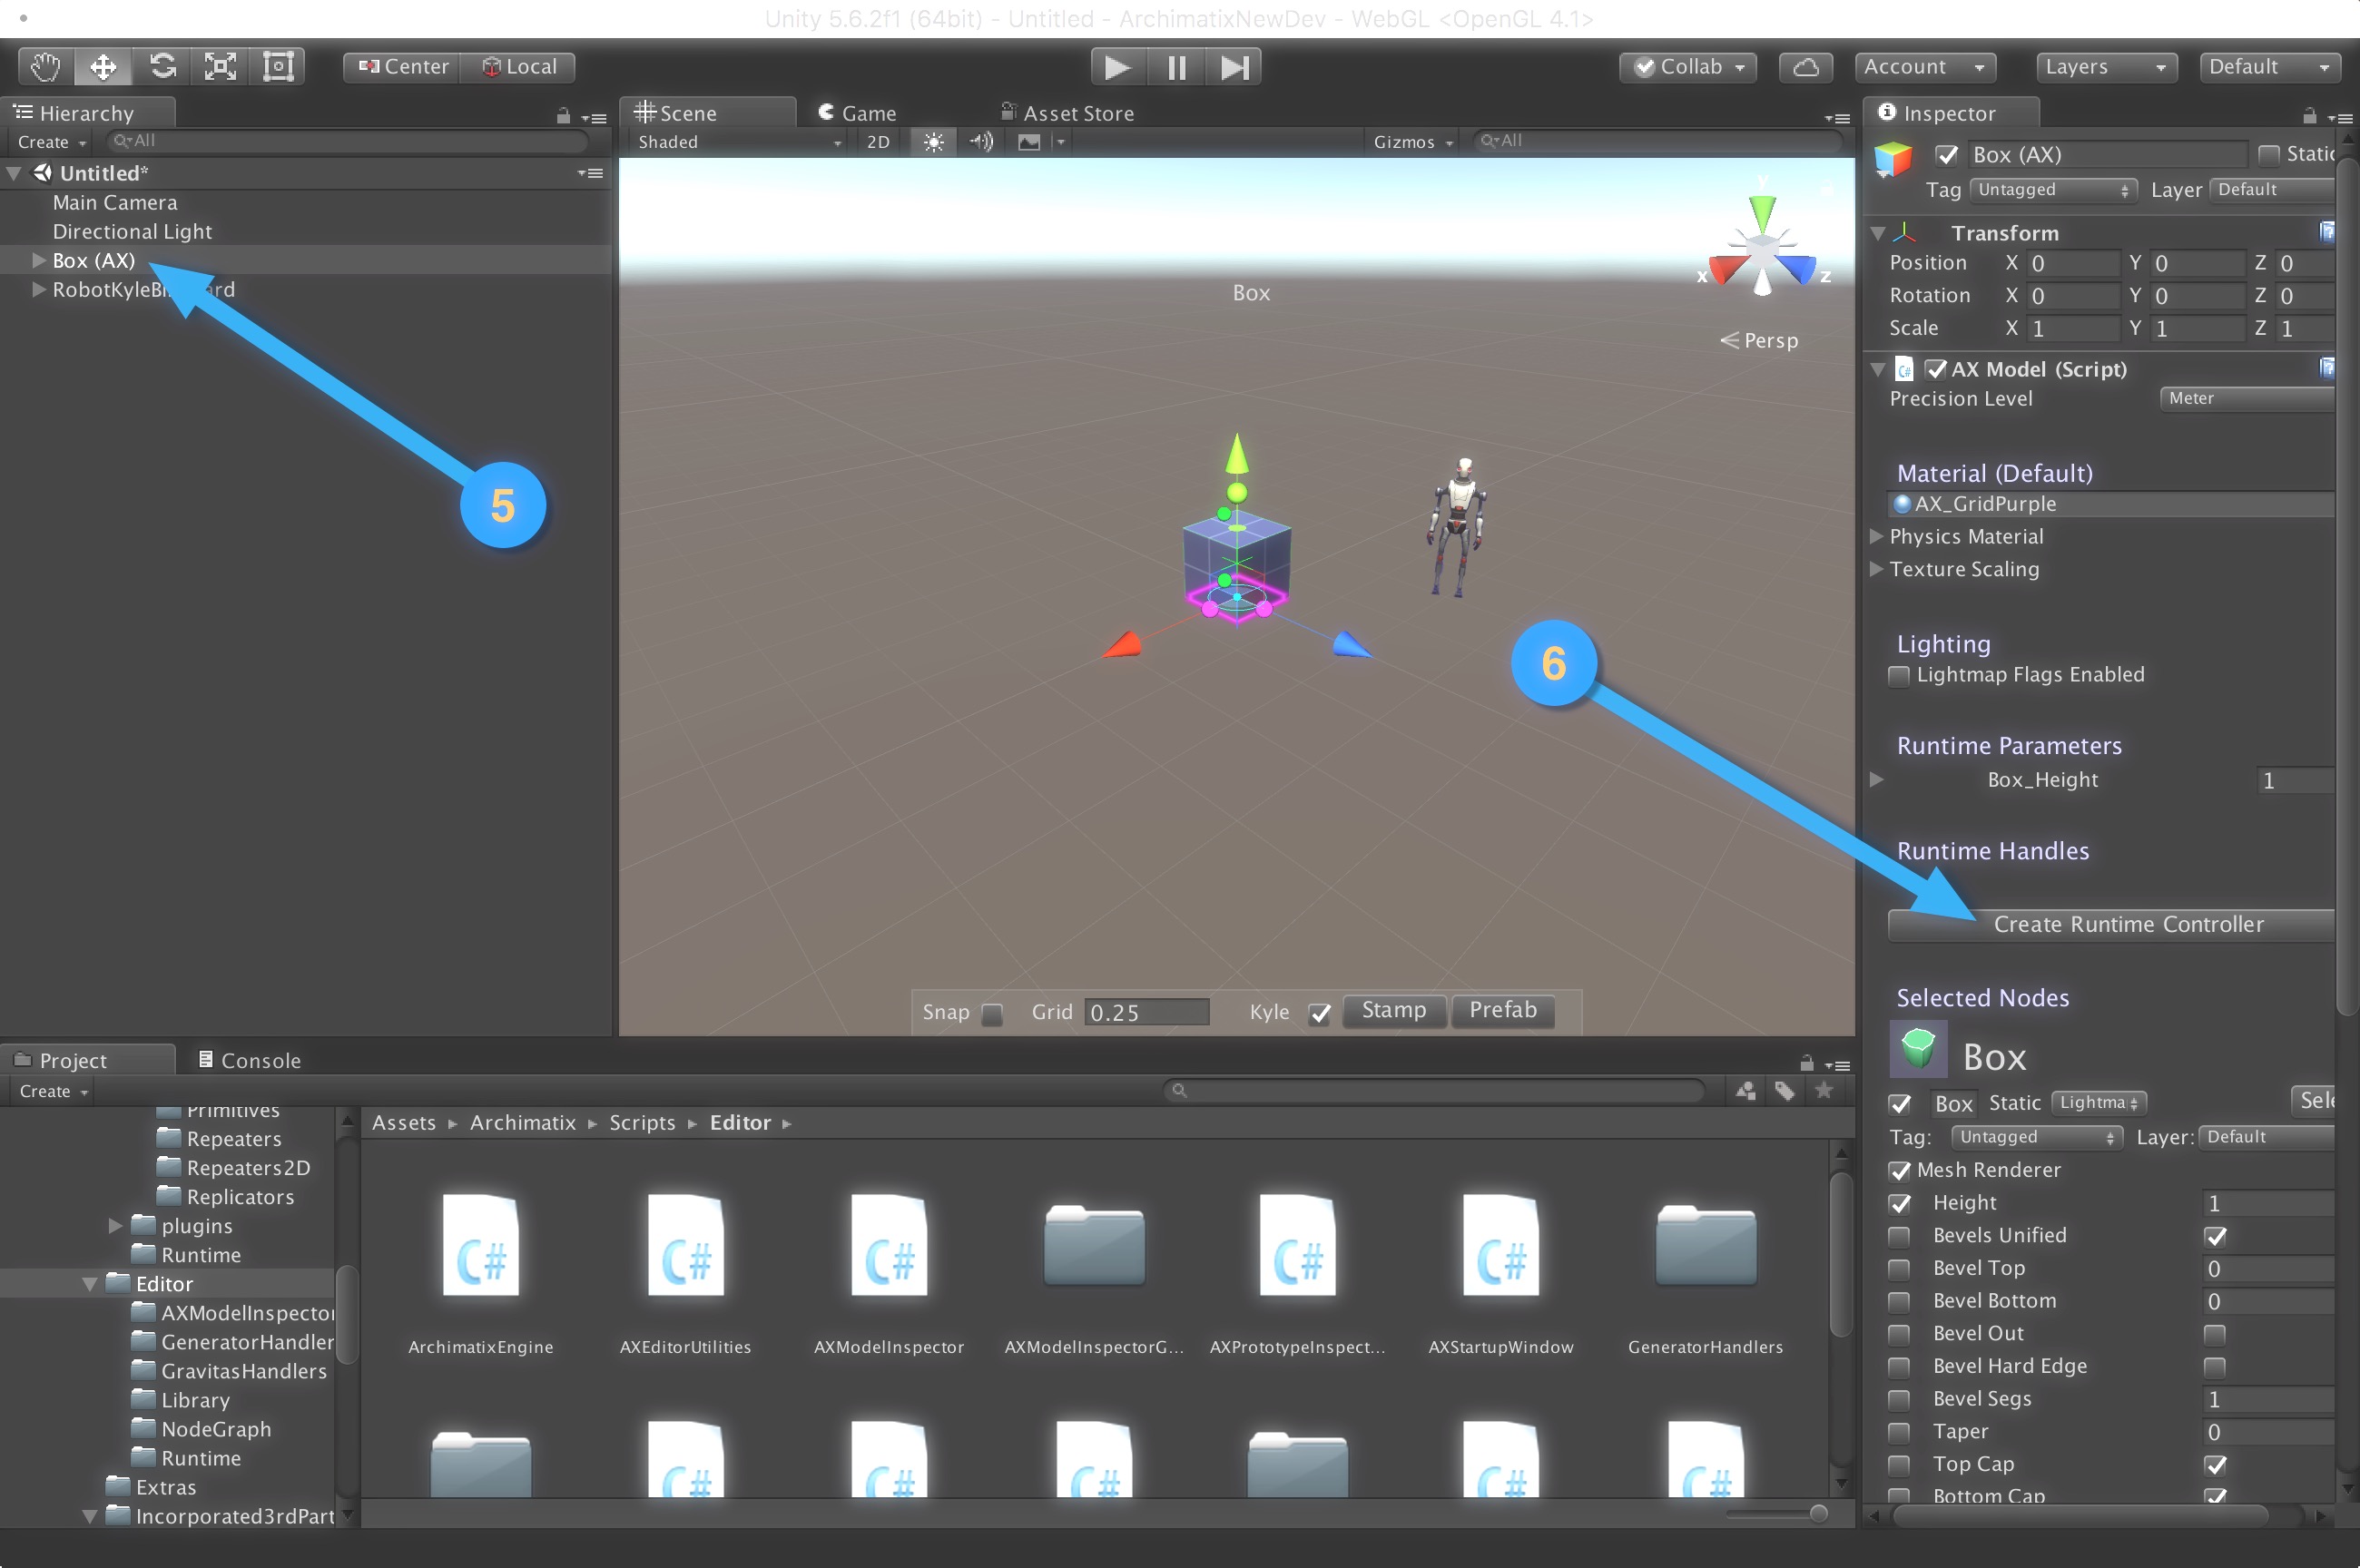 Unity 5.6.2f1 (64bit) - Untitled - ArchimatixNewDev - WebGL <OpenGL 4.1>
Center Local Collab Account Layers Default
Hierarchy
Create All
Untitled*
Main Camera
Directional Light
Box (AX)
5
Scene Game Asset Store
Shaded 2D Gizmos All
y
x z
Persp
Box
6
Snap Grid 0.25 Kyle Stamp Prefab
Inspector
Box (AX) Static
Tag Untagged Layer Default
Transform
Position X 0 Y 0 Z 0
Rotation X 0 Y 0 Z 0
Scale X 1 Y 1 Z 1
C# AX Model (Script)
Precision Level Meter
Material (Default)
AX_GridPurple
Physics Material
Texture Scaling
Lighting
Lightmap Flags Enabled
Runtime Parameters
Box_Height 1
Runtime Handles
Create Runtime Controller
Selected Nodes
Box
Box Static Lightma Sele
Tag: Untagged Layer: Default
Mesh Renderer
Height 1
Bevels Unified
Bevel Top 0
Bevel Bottom 0
Bevel Out
Bevel Hard Edge
Bevel Segs 1
Taper 0
Top Cap
Bottom Cap
Project Console
Create
Primitives
Repeaters
Repeaters2D
Replicators
plugins
Runtime
Editor
AXModelInspector
GeneratorHandler
GravitasHandlers
Library
NodeGraph
Runtime
Extras
Incorporated3rdPart
Assets Archimatix Scripts Editor
C# C# C# C# C#
ArchimatixEngine AXEditorUtilities AXModelInspector AXModelInspectorG... AXPrototypeInspect... AXStartupWindow GeneratorHandlers
C# C# C# C# C#